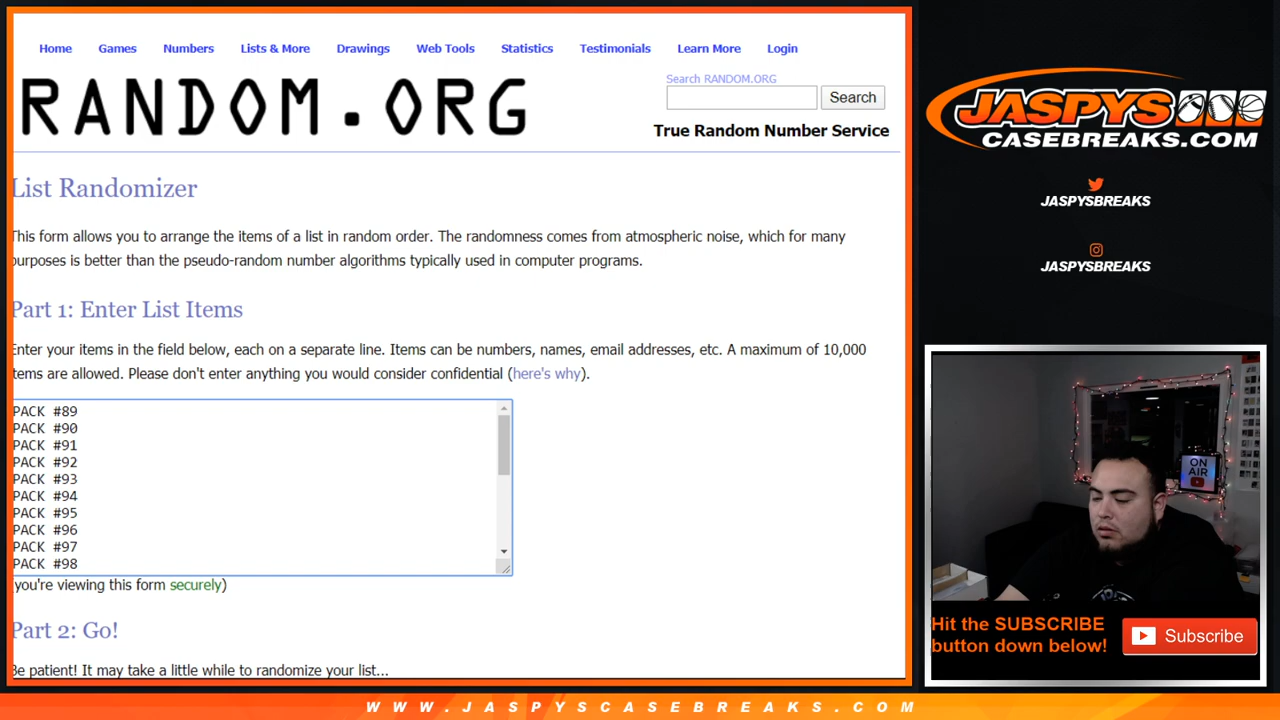 Home Games Numbers Lists & More Drawings Web Tools Statistics Testimonials Learn More Login
RANDOM.ORG
Search RANDOM.ORG
Search
True Random Number Service
List Randomizer
This form allows you to arrange the items of a list in random order. The randomness comes from atmospheric noise, which for many
purposes is better than the pseudo-random number algorithms typically used in computer programs.
Part 1: Enter List Items
Enter your items in the field below, each on a separate line. Items can be numbers, names, email addresses, etc. A maximum of 10,000
items are allowed. Please don't enter anything you would consider confidential (here's why).
PACK #89
PACK #90
PACK #91
PACK #92
PACK #93
PACK #94
PACK #95
PACK #96
PACK #97
PACK #98
(you're viewing this form securely)
Part 2: Go!
Be patient! It may take a little while to randomize your list...
JASPYS
CASEBREAKS.COM
JASPYSBREAKS
JASPYSBREAKS
ON
AIR
Hit the SUBSCRIBE
button down below!
Subscribe
WWW.JASPYSCASEBREAKS.COM